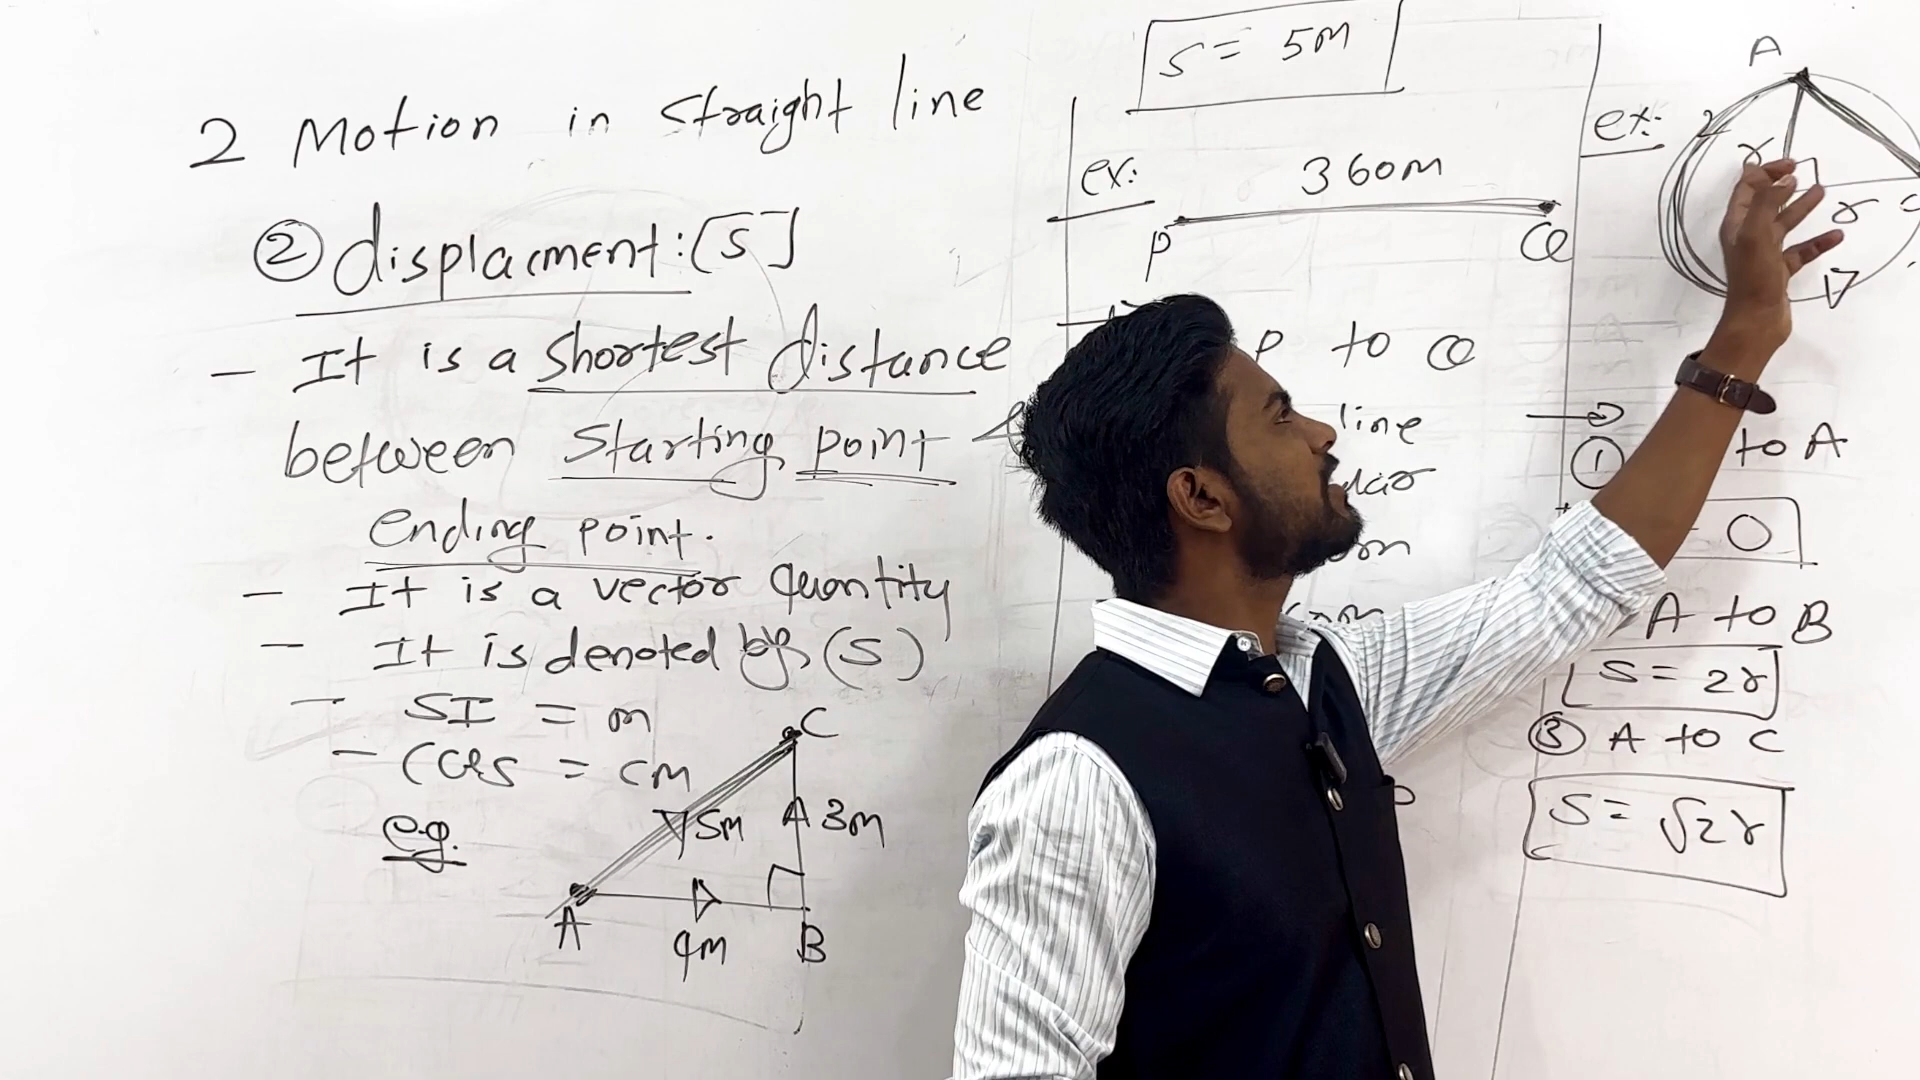 2 Motion in straight line
② displacment: [S]
- It is a shortest distance
between starting point &
ending point.
- It is a vector quantity
- It is denoted by (S)
- SI = m
- CGS = cm
e.g.
C
5m
3m
A
4m
B
S = 5m
ex:
360m
P
Q
P to Q
line
ex:
A
r
r
C
①
to A
= 0
A to B
S = 2r
③ A to C
S = √2r